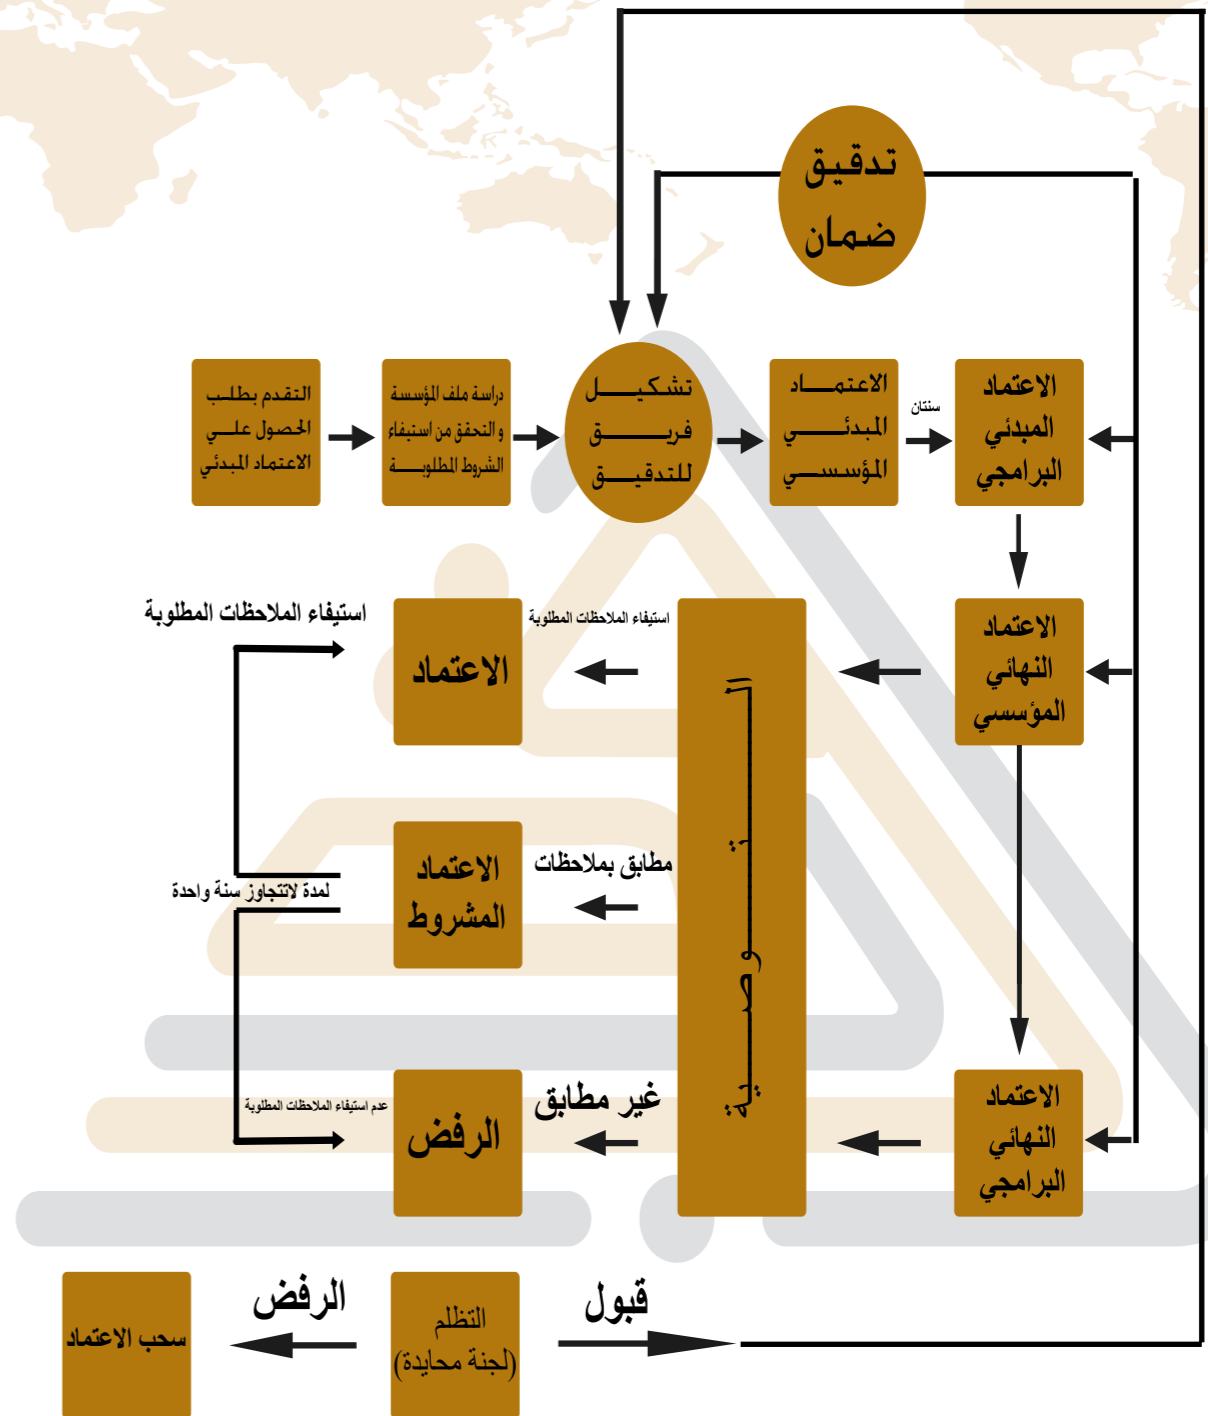 تدقيق
ضمان
التقدم بطلب
الحصول علي
الاعتماد المبدئي
دراسة ملف المؤسسة
و التحقق من استيفاء
الشروط المطلوبة
تشكيل
فريق
للتدقيق
الاعتماد
المبدئي
المؤسسي
سنتان
الاعتماد
المبدئي
البرامجي
استيفاء الملاحظات المطلوبة
الاعتماد
استيفاء الملاحظات المطلوبة
التوصية
الاعتماد
النهائي
المؤسسي
لمدة لاتتجاوز سنة واحدة
الاعتماد
المشروط
مطابق بملاحظات
عدم استيفاء الملاحظات المطلوبة
الرفض
غير مطابق
الاعتماد
النهائي
البرامجي
سحب الاعتماد
الرفض
التظلم
(لجنة محايدة)
قبول